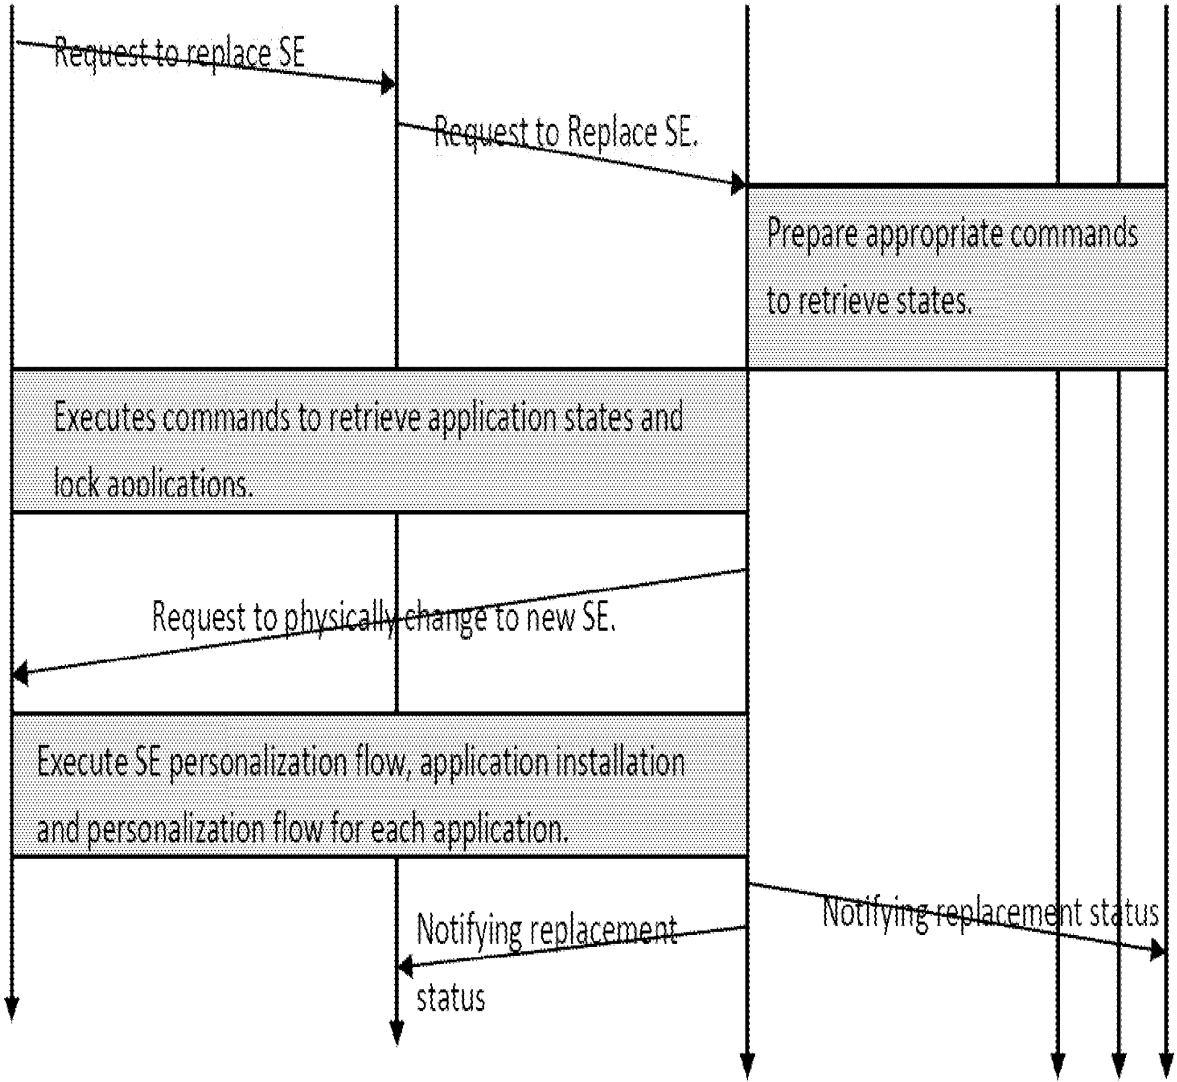 Request to replace SE
Request to Replace SE.
Prepare appropriate commands
to retrieve states.
Executes commands to retrieve application states and
lock applications.
Request to physically change to new SE.
Execute SE personalization flow, application installation
and personalization flow for each application.
Notifying replacement status
Notifying replacement
status